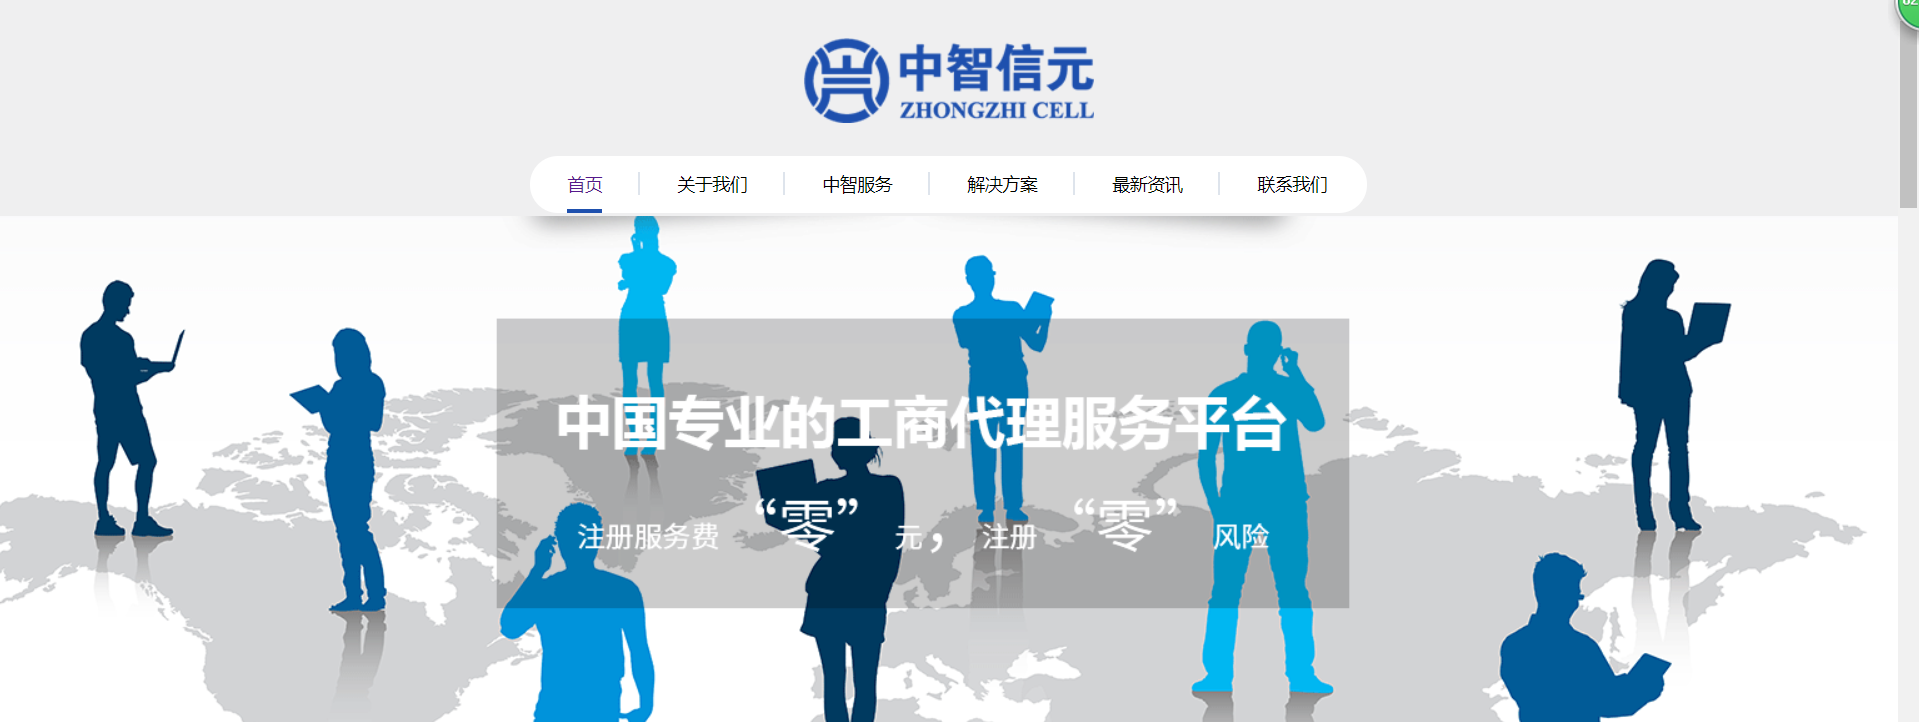 中智信元
ZHONGZHI CELL
首页 关于我们 中智服务 解决方案 最新资讯 联系我们
中国专业的工商代理服务平台
注册服务费 “零” 元， 注册 “零” 风险